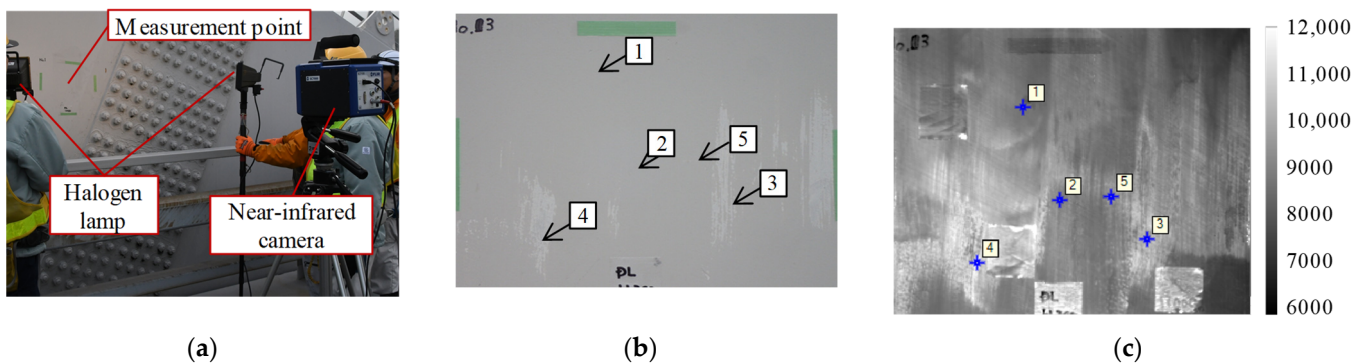 Measurement point
Halogen
lamp
Near-infrared
camera
(a)
1
2
5
3
4
DL
(b)
1
2
5
3
4
DL
12,000
11,000
10,000
9000
8000
7000
6000
(c)